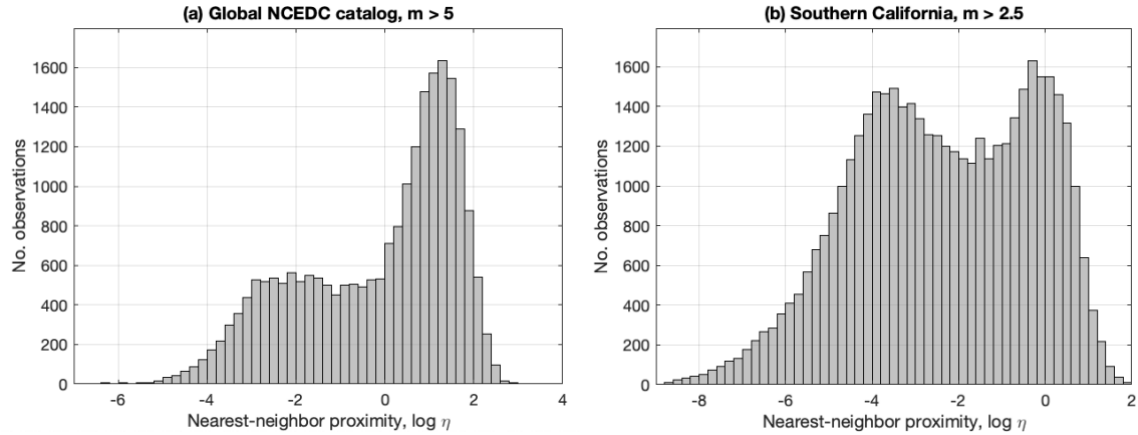 (a) Global NCEDC catalog, m > 5
No. observations
1600
1400
1200
1000
800
600
400
200
0
-6 -4 -2 0 2 4
Nearest-neighbor proximity, log η
(b) Southern California, m > 2.5
No. observations
1600
1400
1200
1000
800
600
400
200
0
-8 -6 -4 -2 0 2
Nearest-neighbor proximity, log η